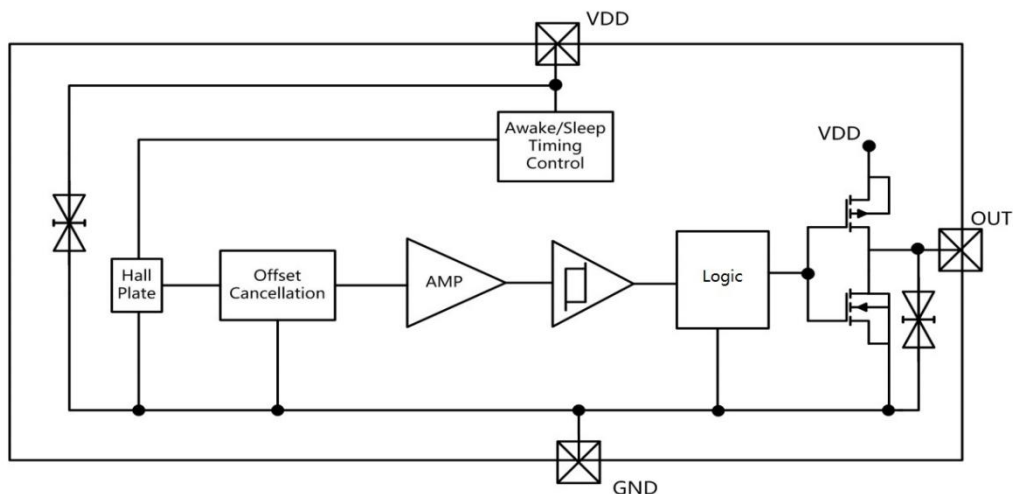 VDD
Awake/Sleep
Timing
Control
VDD
OUT
Hall
Plate
Offset
Cancellation
AMP
Logic
GND